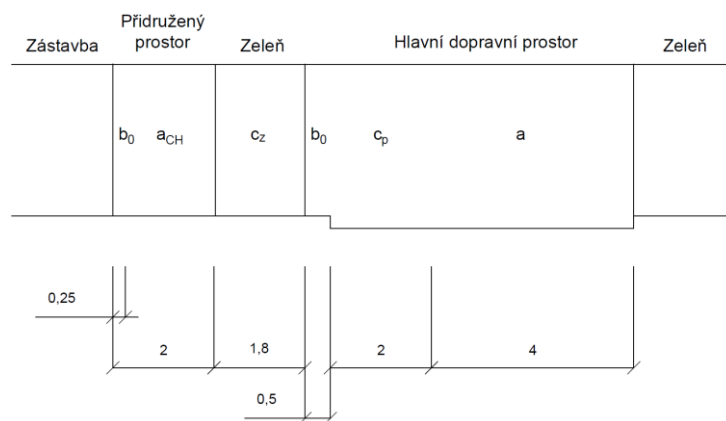 Zástavba
Přidružený
prostor
Zeleň
Hlavní dopravní prostor
Zeleň
b0 aCH cz b0 cp a
0,25
2 1,8 2 4
0,5